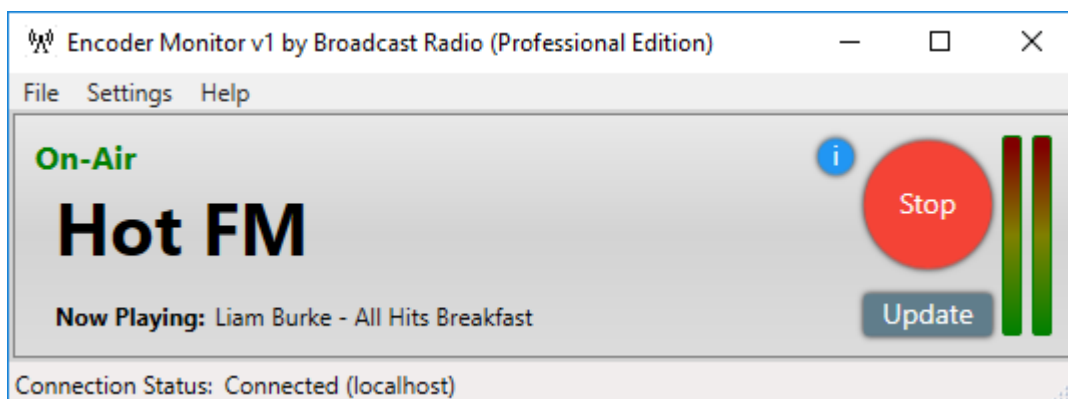 Encoder Monitor v1 by Broadcast Radio (Professional Edition)
File Settings Help
On-Air
i
Stop
Hot FM
Now Playing: Liam Burke - All Hits Breakfast
Update
Connection Status: Connected (localhost)